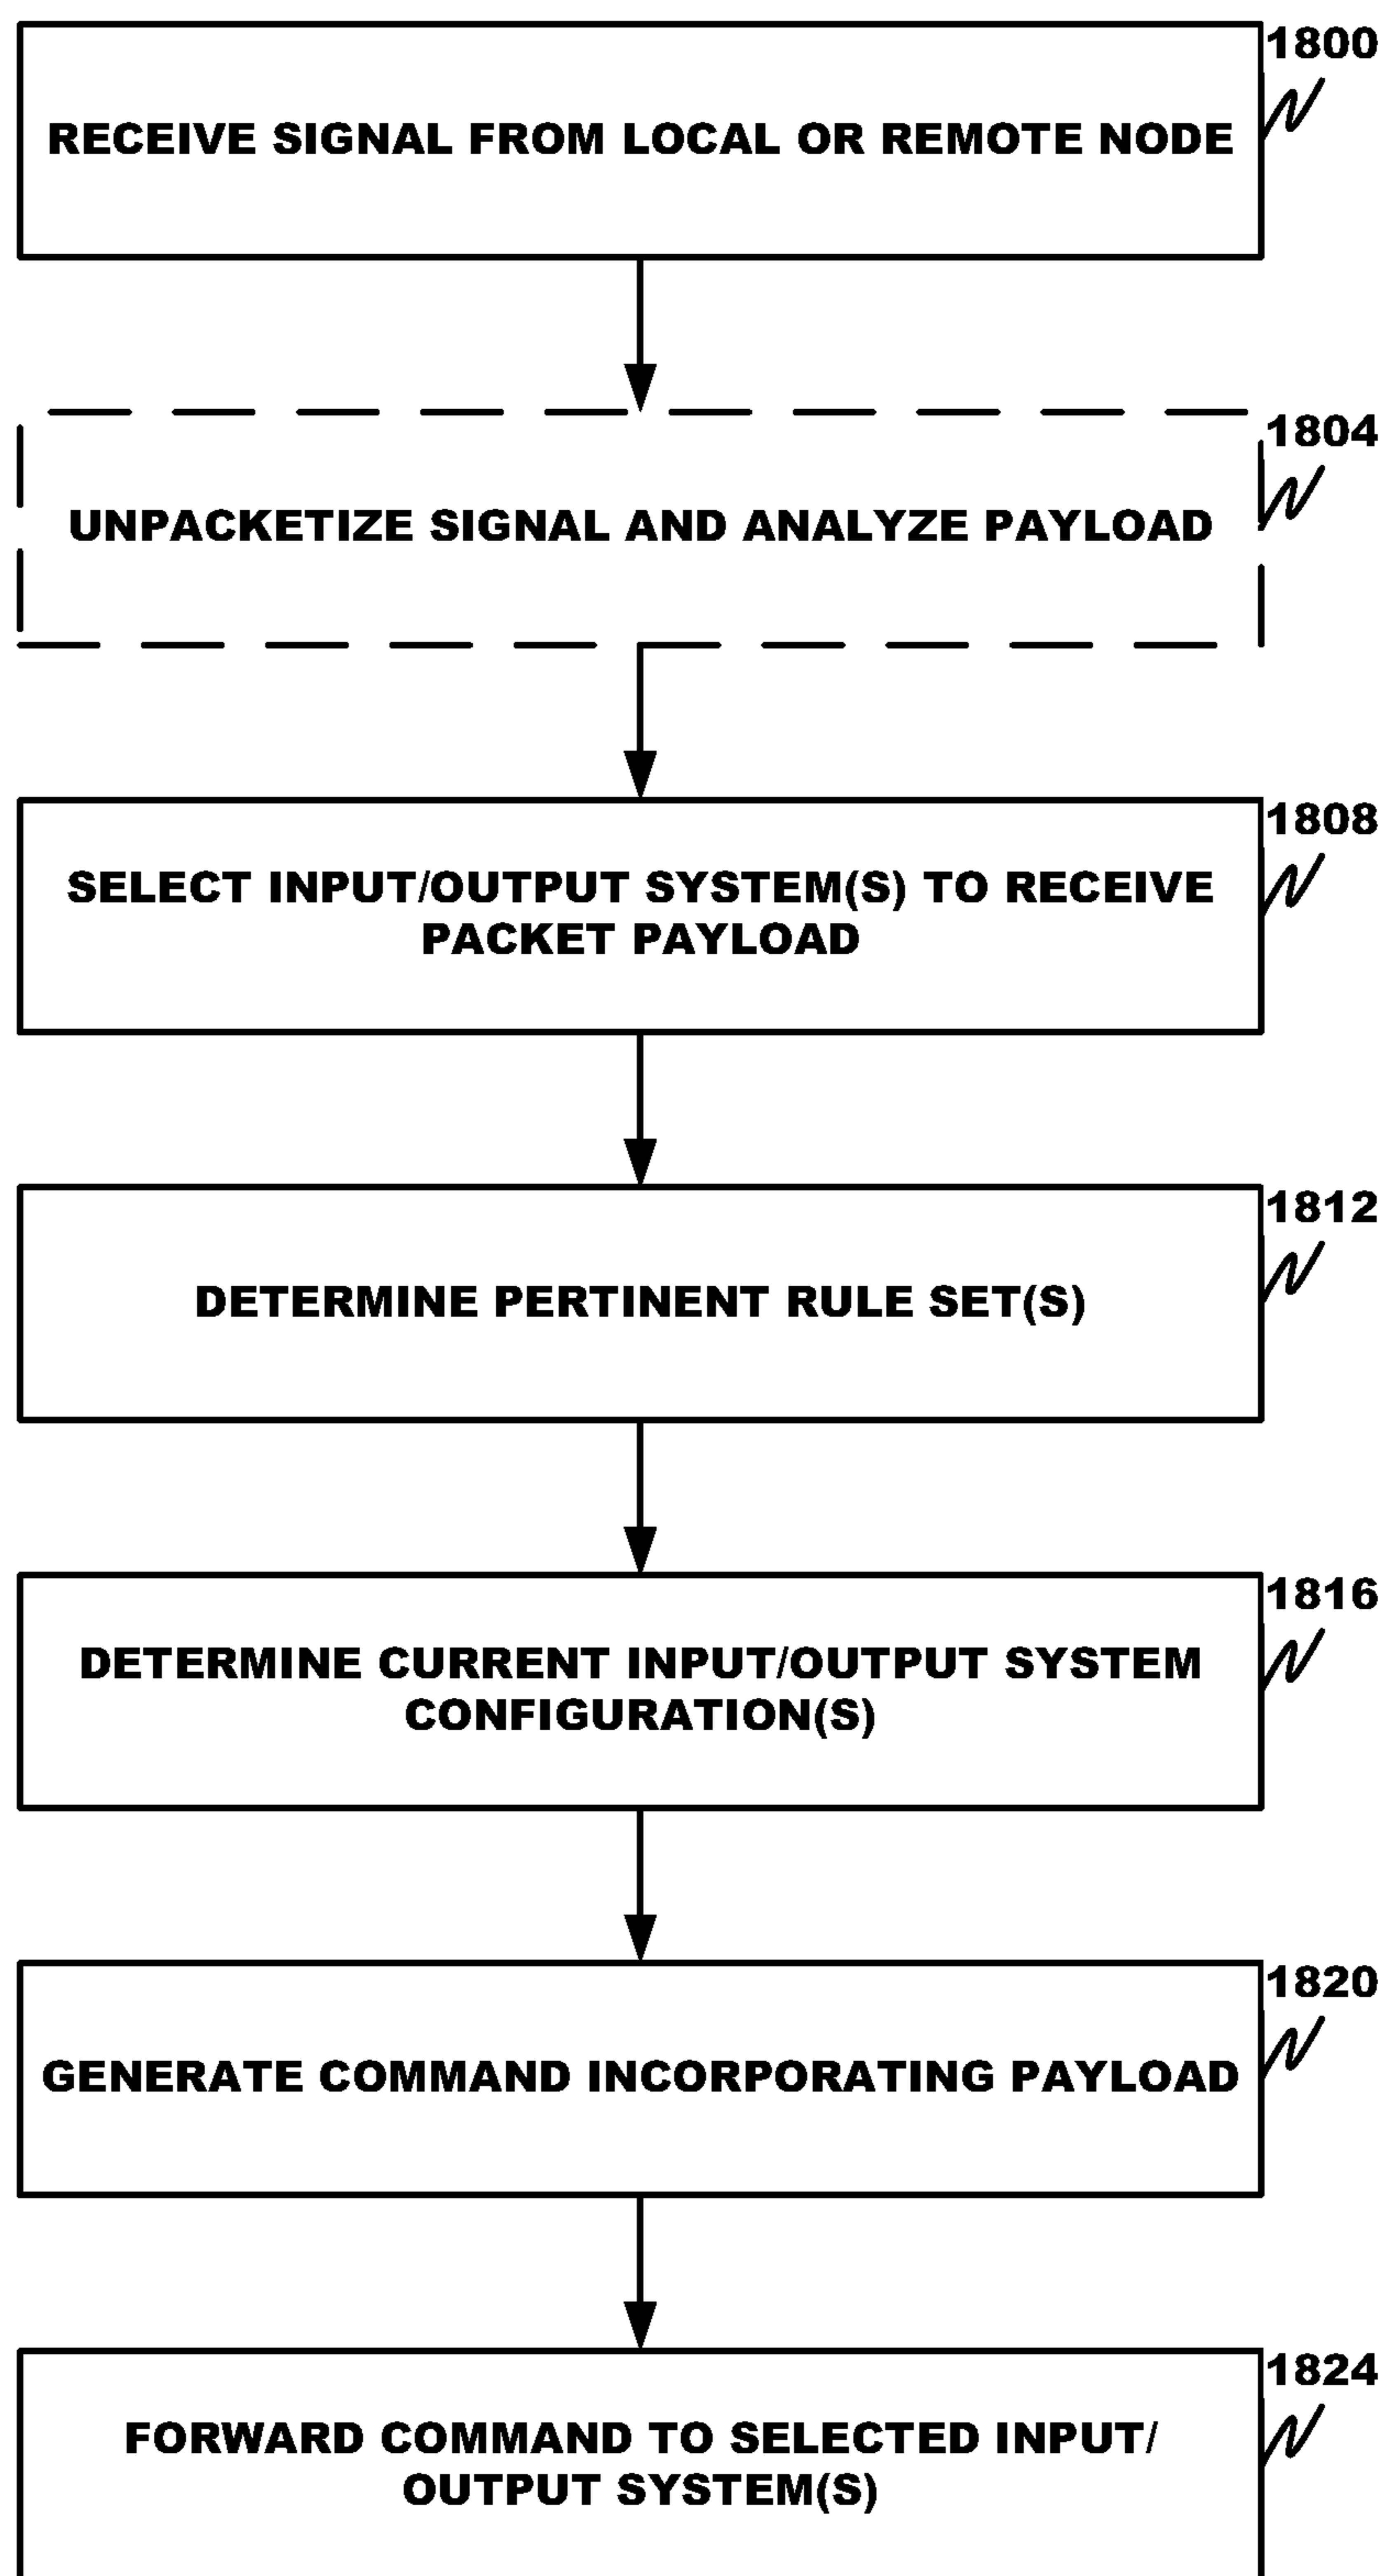 1800
RECEIVE SIGNAL FROM LOCAL OR REMOTE NODE
1804
UNPACKETIZE SIGNAL AND ANALYZE PAYLOAD
1808
SELECT INPUT/OUTPUT SYSTEM(S) TO RECEIVE
PACKET PAYLOAD
1812
DETERMINE PERTINENT RULE SET(S)
1816
DETERMINE CURRENT INPUT/OUTPUT SYSTEM
CONFIGURATION(S)
1820
GENERATE COMMAND INCORPORATING PAYLOAD
1824
FORWARD COMMAND TO SELECTED INPUT/
OUTPUT SYSTEM(S)